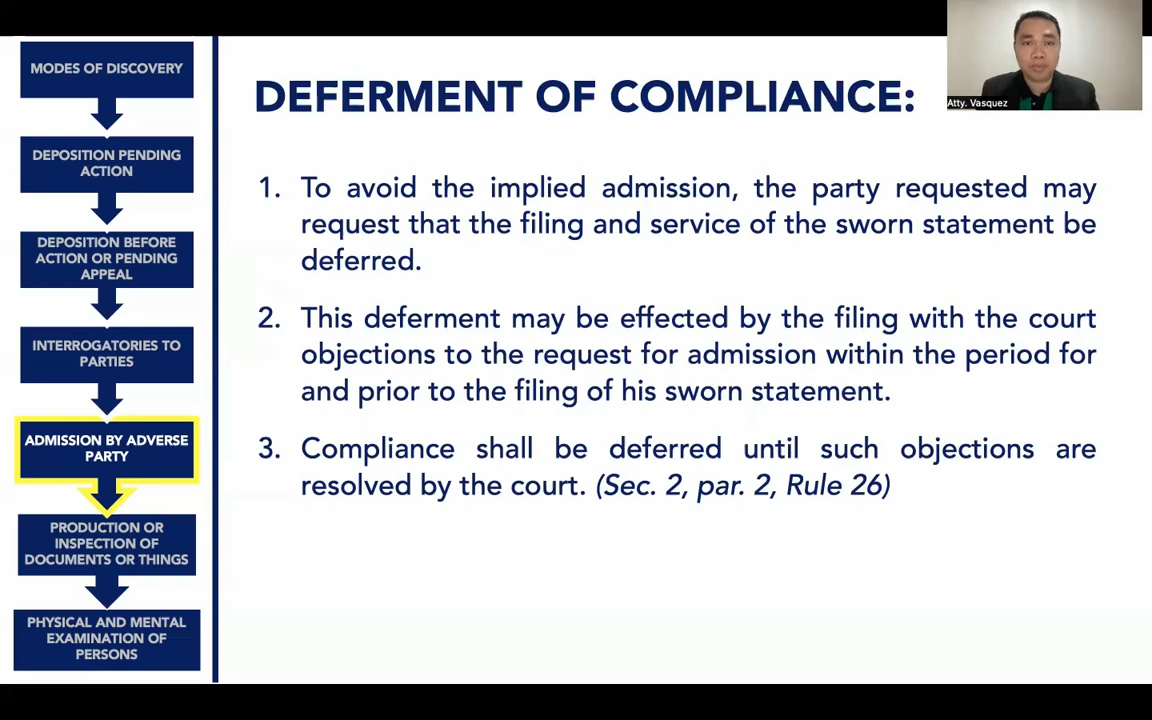 MODES OF DISCOVERY
DEPOSITION PENDING
ACTION
DEPOSITION BEFORE
ACTION OR PENDING
APPEAL
INTERROGATORIES TO
PARTIES
ADMISSION BY ADVERSE
PARTY
PRODUCTION OR
INSPECTION OF
DOCUMENTS OR THINGS
PHYSICAL AND MENTAL
EXAMINATION OF
PERSONS
DEFERMENT OF COMPLIANCE:
1. To avoid the implied admission, the party requested may
request that the filing and service of the sworn statement be
deferred.
2. This deferment may be effected by the filing with the court
objections to the request for admission within the period for
and prior to the filing of his sworn statement.
3. Compliance shall be deferred until such objections are
resolved by the court. (Sec. 2, par. 2, Rule 26)
Atty. Vasquez